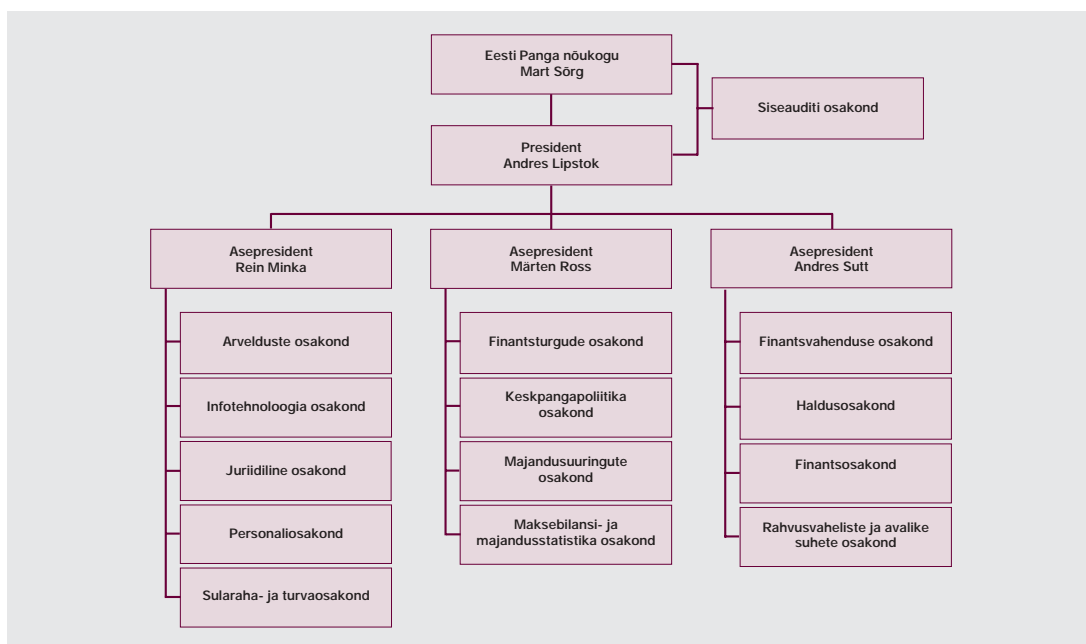 Eesti Panga nõukogu
Mart Sõrg
Siseauditi osakond
President
Andres Lipstok
Asepresident
Rein Minka
Asepresident
Märten Ross
Asepresident
Andres Sutt
Arvelduste osakond
Infotehnoloogia osakond
Juriidiline osakond
Personaliosakond
Sularaha- ja turvaosakond
Finantsturgude osakond
Keskpangapoliitika
osakond
Majandusuuringute
osakond
Maksebilansi- ja
majandusstatistika osakond
Finantsvahenduse osakond
Haldusosakond
Finantsosakond
Rahvusvaheliste ja avalike
suhete osakond